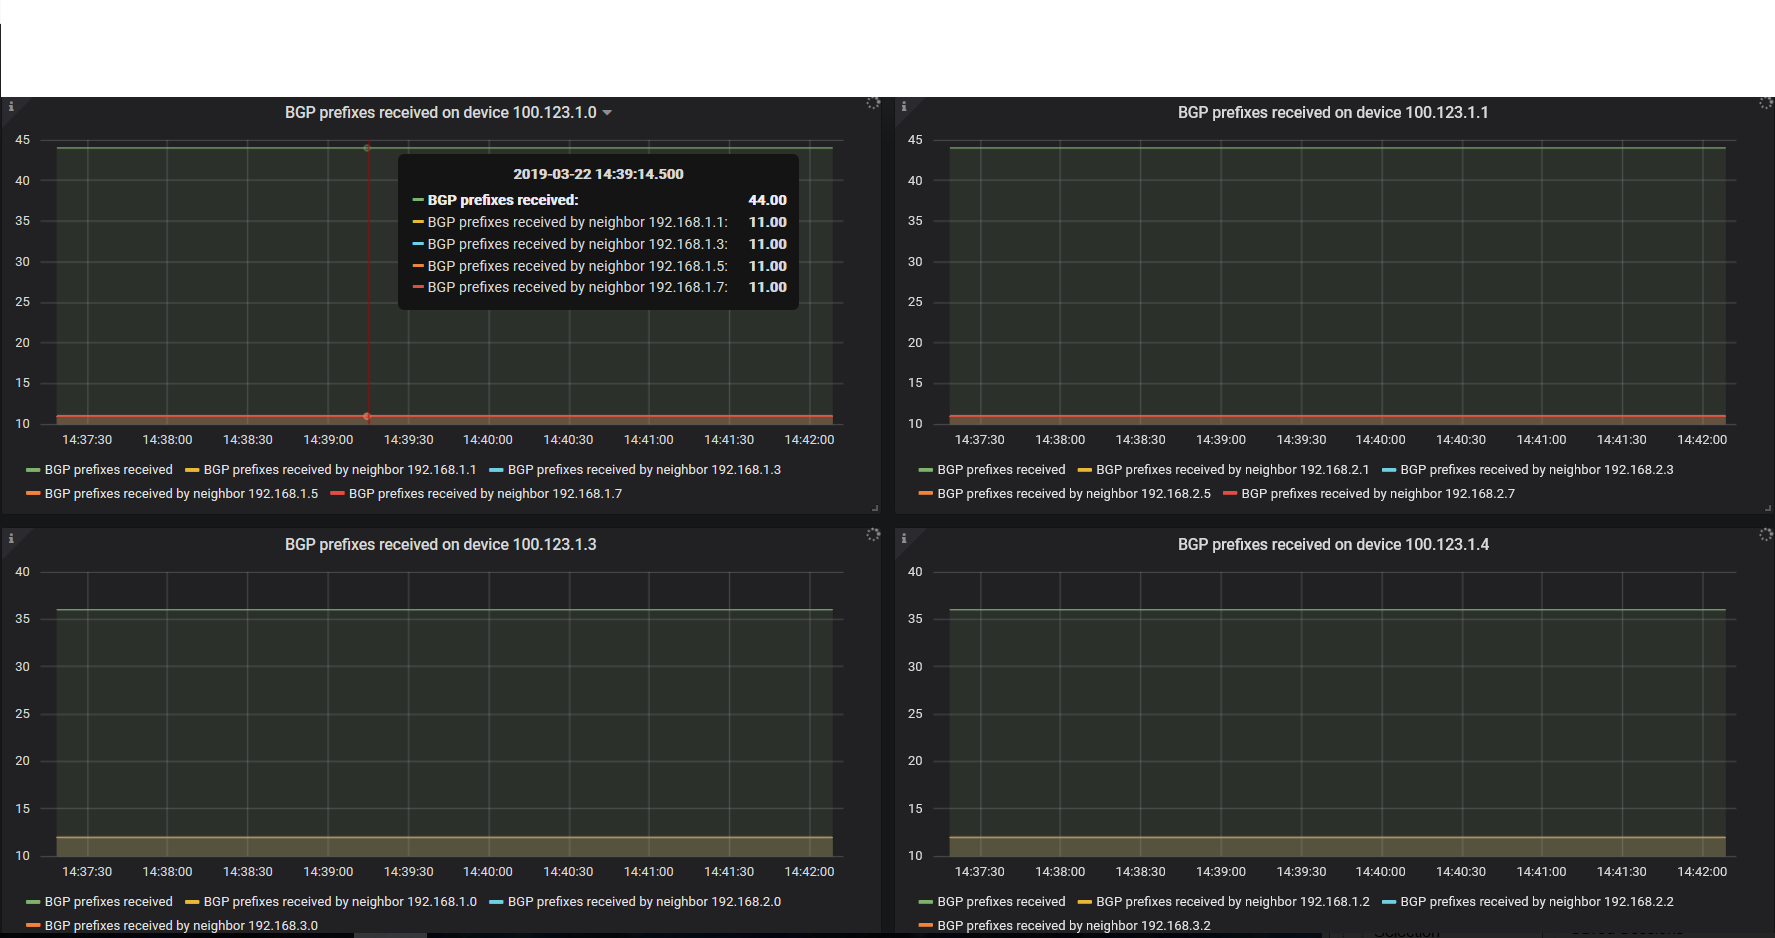 BGP prefixes received on device 100.123.1.0
45
40
35
30
25
20
15
10
2019-03-22 14:39:14.500
BGP prefixes received: 44.00
BGP prefixes received by neighbor 192.168.1.1: 11.00
BGP prefixes received by neighbor 192.168.1.3: 11.00
BGP prefixes received by neighbor 192.168.1.5: 11.00
BGP prefixes received by neighbor 192.168.1.7: 11.00
14:37:30 14:38:00 14:38:30 14:39:00 14:39:30 14:40:00 14:40:30 14:41:00 14:41:30 14:42:00
BGP prefixes received BGP prefixes received by neighbor 192.168.1.1 BGP prefixes received by neighbor 192.168.1.3
BGP prefixes received by neighbor 192.168.1.5 BGP prefixes received by neighbor 192.168.1.7
BGP prefixes received on device 100.123.1.1
45
40
35
30
25
20
15
10
14:37:30 14:38:00 14:38:30 14:39:00 14:39:30 14:40:00 14:40:30 14:41:00 14:41:30 14:42:00
BGP prefixes received BGP prefixes received by neighbor 192.168.2.1 BGP prefixes received by neighbor 192.168.2.3
BGP prefixes received by neighbor 192.168.2.5 BGP prefixes received by neighbor 192.168.2.7
BGP prefixes received on device 100.123.1.3
40
35
30
25
20
15
10
14:37:30 14:38:00 14:38:30 14:39:00 14:39:30 14:40:00 14:40:30 14:41:00 14:41:30 14:42:00
BGP prefixes received BGP prefixes received by neighbor 192.168.1.0 BGP prefixes received by neighbor 192.168.2.0
BGP prefixes received by neighbor 192.168.3.0
BGP prefixes received on device 100.123.1.4
40
35
30
25
20
15
10
14:37:30 14:38:00 14:38:30 14:39:00 14:39:30 14:40:00 14:40:30 14:41:00 14:41:30 14:42:00
BGP prefixes received BGP prefixes received by neighbor 192.168.1.2 BGP prefixes received by neighbor 192.168.2.2
BGP prefixes received by neighbor 192.168.3.2